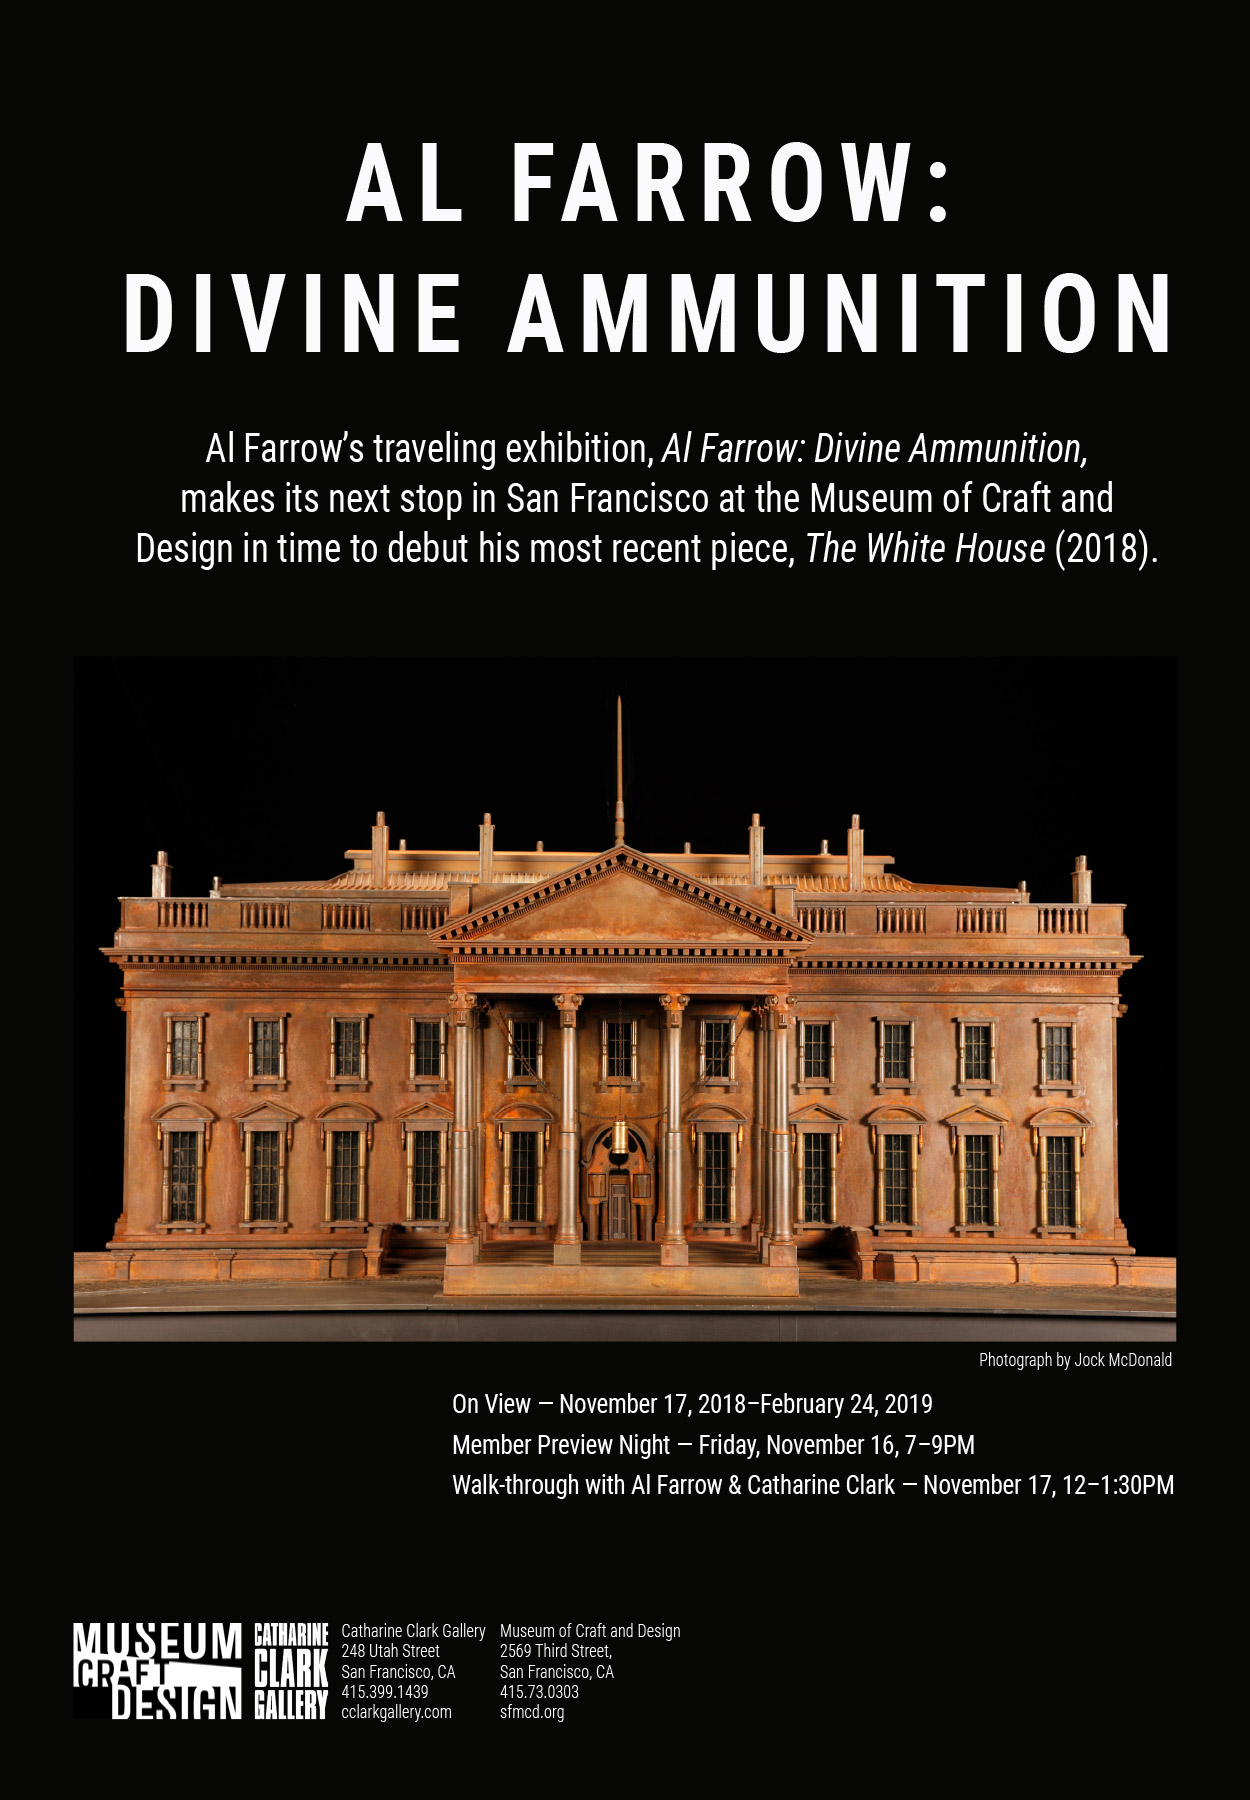 AL FARROW:
DIVINE AMMUNITION
Al Farrow’s traveling exhibition, Al Farrow: Divine Ammunition,
makes its next stop in San Francisco at the Museum of Craft and
Design in time to debut his most recent piece, The White House (2018).
Photograph by Jock McDonald
On View — November 17, 2018–February 24, 2019
Member Preview Night — Friday, November 16, 7–9PM
Walk-through with Al Farrow & Catharine Clark — November 17, 12–1:30PM
MUSEUM
CRAFT
DESIGN
CATHARINE
CLARK
GALLERY
Catharine Clark Gallery
248 Utah Street
San Francisco, CA
415.399.1439
cclarkgallery.com
Museum of Craft and Design
2569 Third Street,
San Francisco, CA
415.73.0303
sfmcd.org